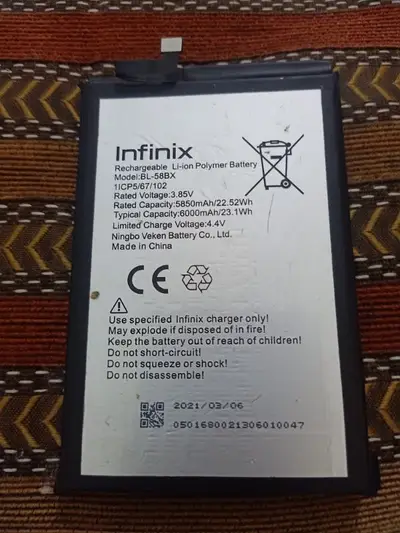 Infinix
Rechargeable Li-ion Polymer Battery
Model:BL-58BX
1ICP5/67/102
Rated Voltage:3.85V
Rated Capacity:5850mAh/22.52Wh
Typical Capacity:6000mAh/23.1Wh
Limited Charge Voltage:4.4V
Ningbo Veken Battery Co., Ltd.
Made in China
CE
Use specified Infinix charger only!
May explode if disposed of in fire!
Keep the battery out of reach of children!
Do not short-circuit!
Do not squeeze or shock!
Do not disassemble!
2021/03/06
0501680021306010047